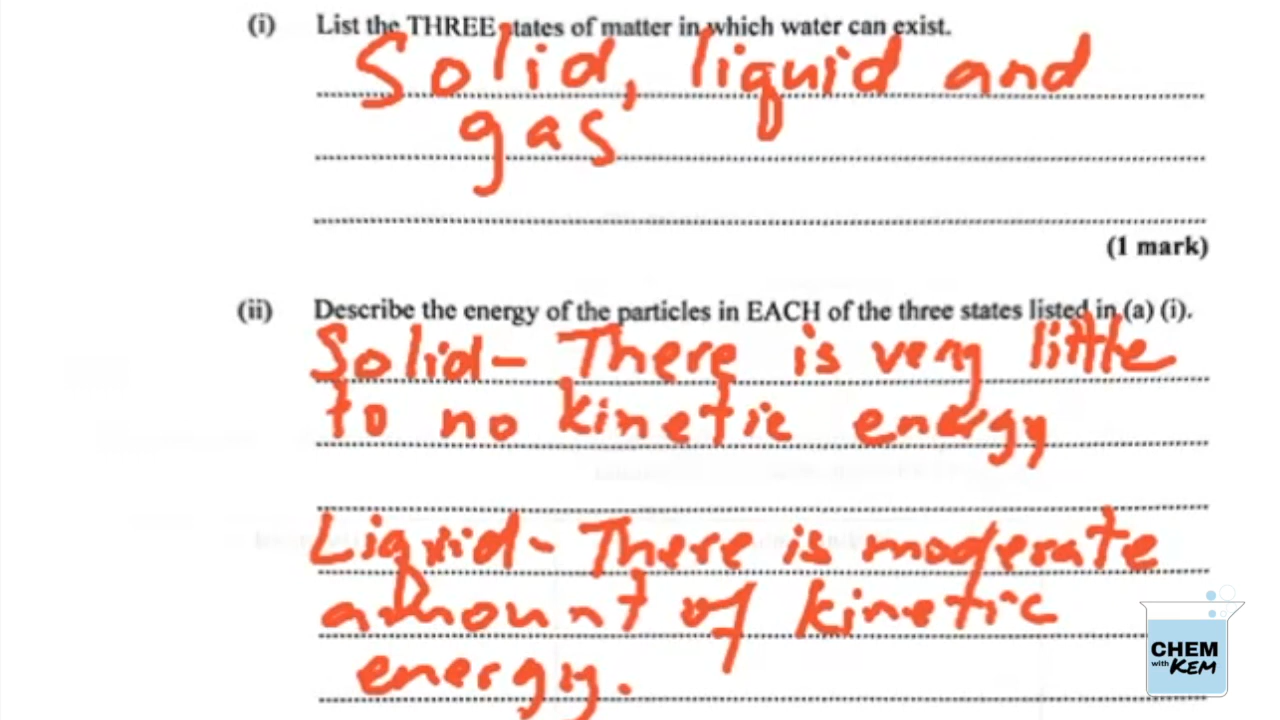 (i) List the THREE states of matter in which water can exist.
Solid, liquid and
gas
(1 mark)
(ii) Describe the energy of the particles in EACH of the three states listed in (a) (i).
Solid- There is very little
to no kinetic energy
Liquid- There is moderate
amount of kinetic
energy.
CHEM
with KEM